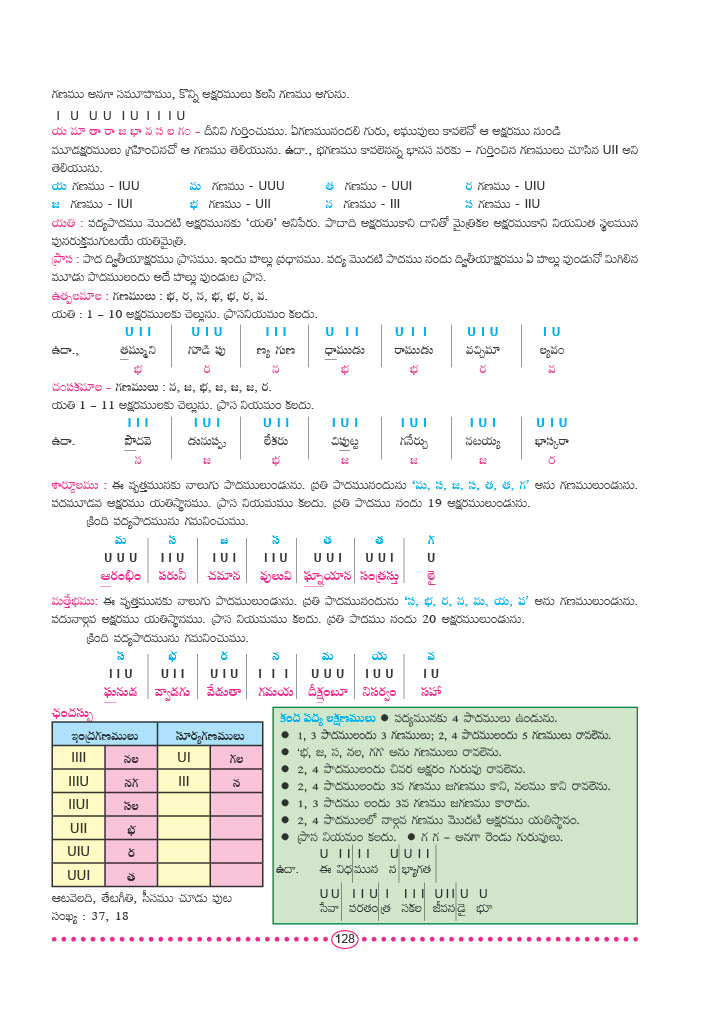 గణము అనగా సమూహము, కొన్ని అక్షరములు కలసి గణము అగును.
I U U U I U I I I U
య మా తా రా జ భా న స ల గం - దీనిని గుర్తించుము. ఏగణమునందలి గురు, లఘువులు కావలెనో ఆ అక్షరము నుండి
మూడక్షరములు గ్రహించినచో ఆ గణము తెలియును. ఉదా., భగణము కావలెనన్న భానస వరకు – గుర్తించిన గణములు చూసిన UII అని
తెలియును.
య గణము - IUU మ గణము - UUU త గణము - UUI ర గణము - UIU
జ గణము - IUI భ గణము - UII న గణము - III స గణము - IIU
యతి : పద్యపాదము మొదటి అక్షరమునకు ‘యతి’ అనిపేరు. పాదాది అక్షరముకాని దానితో మైత్రికల అక్షరముకాని నియమిత స్థలమున
పునరుక్తమగుటయే యతిమైత్రి.
ప్రాస : పాద ద్వితీయాక్షరము ప్రాసము. ఇందు హల్లు ప్రధానము. పద్య మొదటి పాదము నందు ద్వితీయాక్షరము ఏ హల్లు వుండునో మిగిలిన
మూడు పాదములందు అదే హల్లు వుండుట ప్రాస.
ఉత్పలమాల : గణములు : భ, ర, న, భ, భ, ర, వ.
యతి : 1 – 10 అక్షరములకు చెల్లును. ప్రాసనియమం కలదు.
U I I U I U I I I U I I U I I U I U I U
ఉదా., తమ్ముని గూడి పు ణ్య గుణ ధాముడు రాముడు వచ్చిమా ల్యవం
భ ర న భ భ ర వ
చంపకమాల – గణములు : న, జ, భ, జ, జ, జ, ర.
యతి 1 – 11 అక్షరములకు చెల్లును. ప్రాస నియమం కలదు.
I I I I U I U I I I U I I U I I U I U I U
ఉదా. పొదవె డునుప్పు లేకరు చిపుట్ట గనేర్చు నటయ్య భాస్కరా
న జ భ జ జ జ ర
శార్దూలము : ఈ వృత్తమునకు నాలుగు పాదములుండును. ప్రతి పాదమునందును ‘మ, స, జ, స, త, త, గ’ అను గణములుండును.
పదమూడవ అక్షరము యతిస్థానము. ప్రాస నియమము కలదు. ప్రతి పాదము నందు 19 అక్షరములుండును.
క్రింది పద్యపాదమును గమనించుము.
మ స జ స త త గ
U U U I I U I U I I I U U U I U U I U
ఆరంభిం పరునీ చమాన వులువి ఘ్నాయాన సంత్రస్తు లై
మత్తేభము: ఈ వృత్తమునకు నాలుగు పాదములుండును. ప్రతి పాదమునందును ‘స, భ, ర, న, మ, య, వ’ అను గణములుండును.
పదునాల్గవ అక్షరము యతిస్థానము. ప్రాస నియమము కలదు. ప్రతి పాదము నందు 20 అక్షరములుండును.
క్రింది పద్యపాదమును గమనించుము.
స భ ర న మ య వ
I I U U I I U I U I I I U U U I U U I U
ఘనుడ వ్వాడగు వేడుతా గమయ దీక్షంబూ నిసర్వం సహా
ఛందస్సు
ఇంద్రగణములు సూర్యగణములు
IIII నల UI గల
IIIU నగ III న
IIUI సల
UII భ
UIU ర
UUI త
ఆటవెలది, తేటగీతి, సీసము చూడు పుట
సంఖ్య : 37, 18
కంద పద్య లక్షణములు ● పద్యమునకు 4 పాదములు ఉండును.
● 1, 3 పాదములందు 3 గణములు; 2, 4 పాదములందు 5 గణములు రావలెను.
● ‘భ, జ, స, నల, గగ’ అను గణములు రావలెను.
● 2, 4 పాదములందు చివర అక్షరం గురువు రావలెను.
● 2, 4 పాదములందు 3వ గణము జగణము కాని, నలము కాని రావలెను.
● 1, 3 పాదము లందు 3వ గణము జగణము కారాదు.
● 2, 4 పాదములలో నాల్గవ గణము మొదటి అక్షరము యతిస్థానం.
● ప్రాస నియమం కలదు. ● గ గ – అనగా రెండు గురువులు.
U I I I I U U I I
ఉదా. ఈ విధమున న భ్యాగత
U U I I U I I I I U I I U U
సేవా పరతంత్ర సకల జీవనడై భూ
128